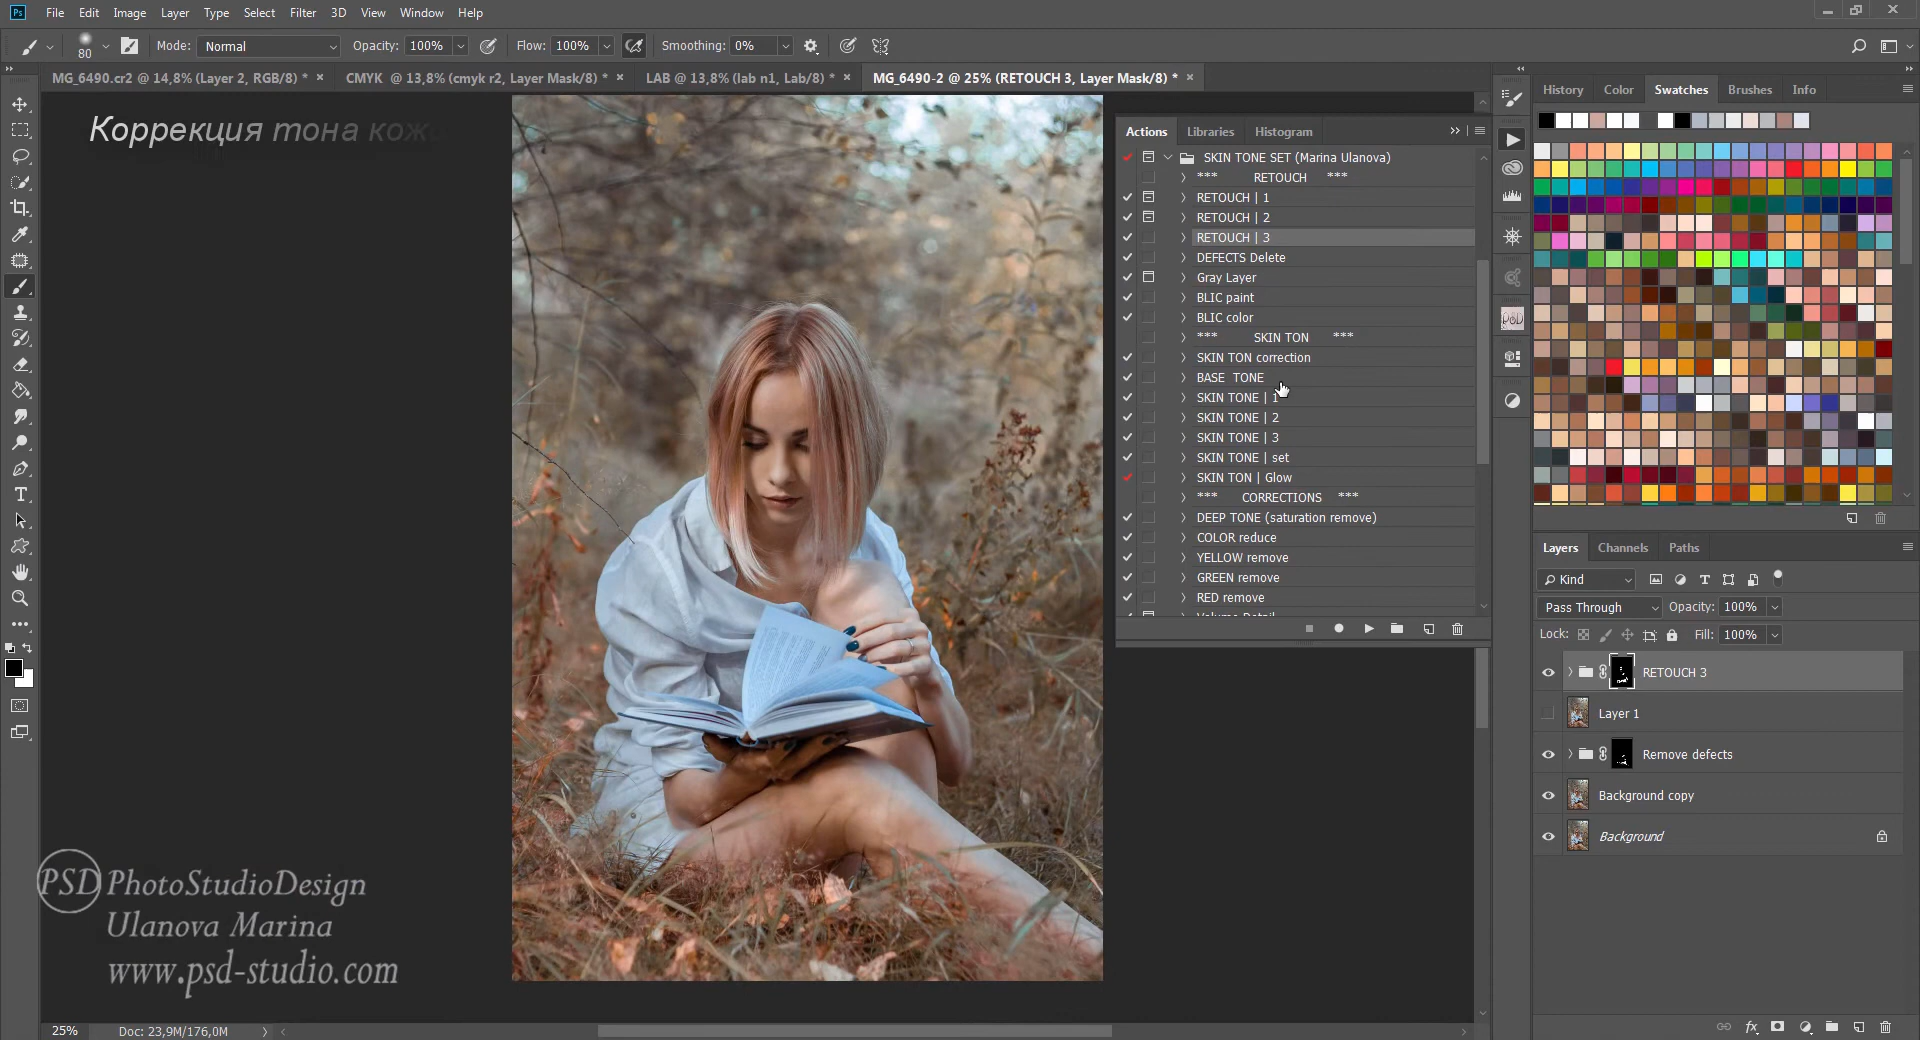 Ps File Edit Image Layer Type Select Filter 3D View Window Help
80 Mode: Normal Opacity: 100% Flow: 100% Smoothing: 0%
MG_6490.cr2 @ 14,8% (Layer 2, RGB/8) * × CMYK @ 13,8% (cmyk r2, Layer Mask/8) * × LAB @ 13,8% (lab n1, Lab/8) * × MG_6490-2 @ 25% (RETOUCH 3, Layer Mask/8) * ×
Коррекция тона кожи
Actions Libraries Histogram
SKIN TONE SET (Marina Ulanova)
*** RETOUCH ***
RETOUCH | 1
RETOUCH | 2
RETOUCH | 3
DEFECTS Delete
Gray Layer
BLIC paint
BLIC color
*** SKIN TON ***
SKIN TON correction
BASE TONE
SKIN TONE | 1
SKIN TONE | 2
SKIN TONE | 3
SKIN TONE | set
SKIN TON | Glow
*** CORRECTIONS ***
DEEP TONE (saturation remove)
COLOR reduce
YELLOW remove
GREEN remove
RED remove
History Color Swatches Brushes Info
PSD
Layers Channels Paths
Kind
Pass Through Opacity: 100%
Lock: Fill: 100%
RETOUCH 3
Layer 1
Remove defects
Background copy
Background
fx
PSD PhotoStudioDesign
Ulanova Marina
www.psd-studio.com
25% Doc: 23,9M/176,0M